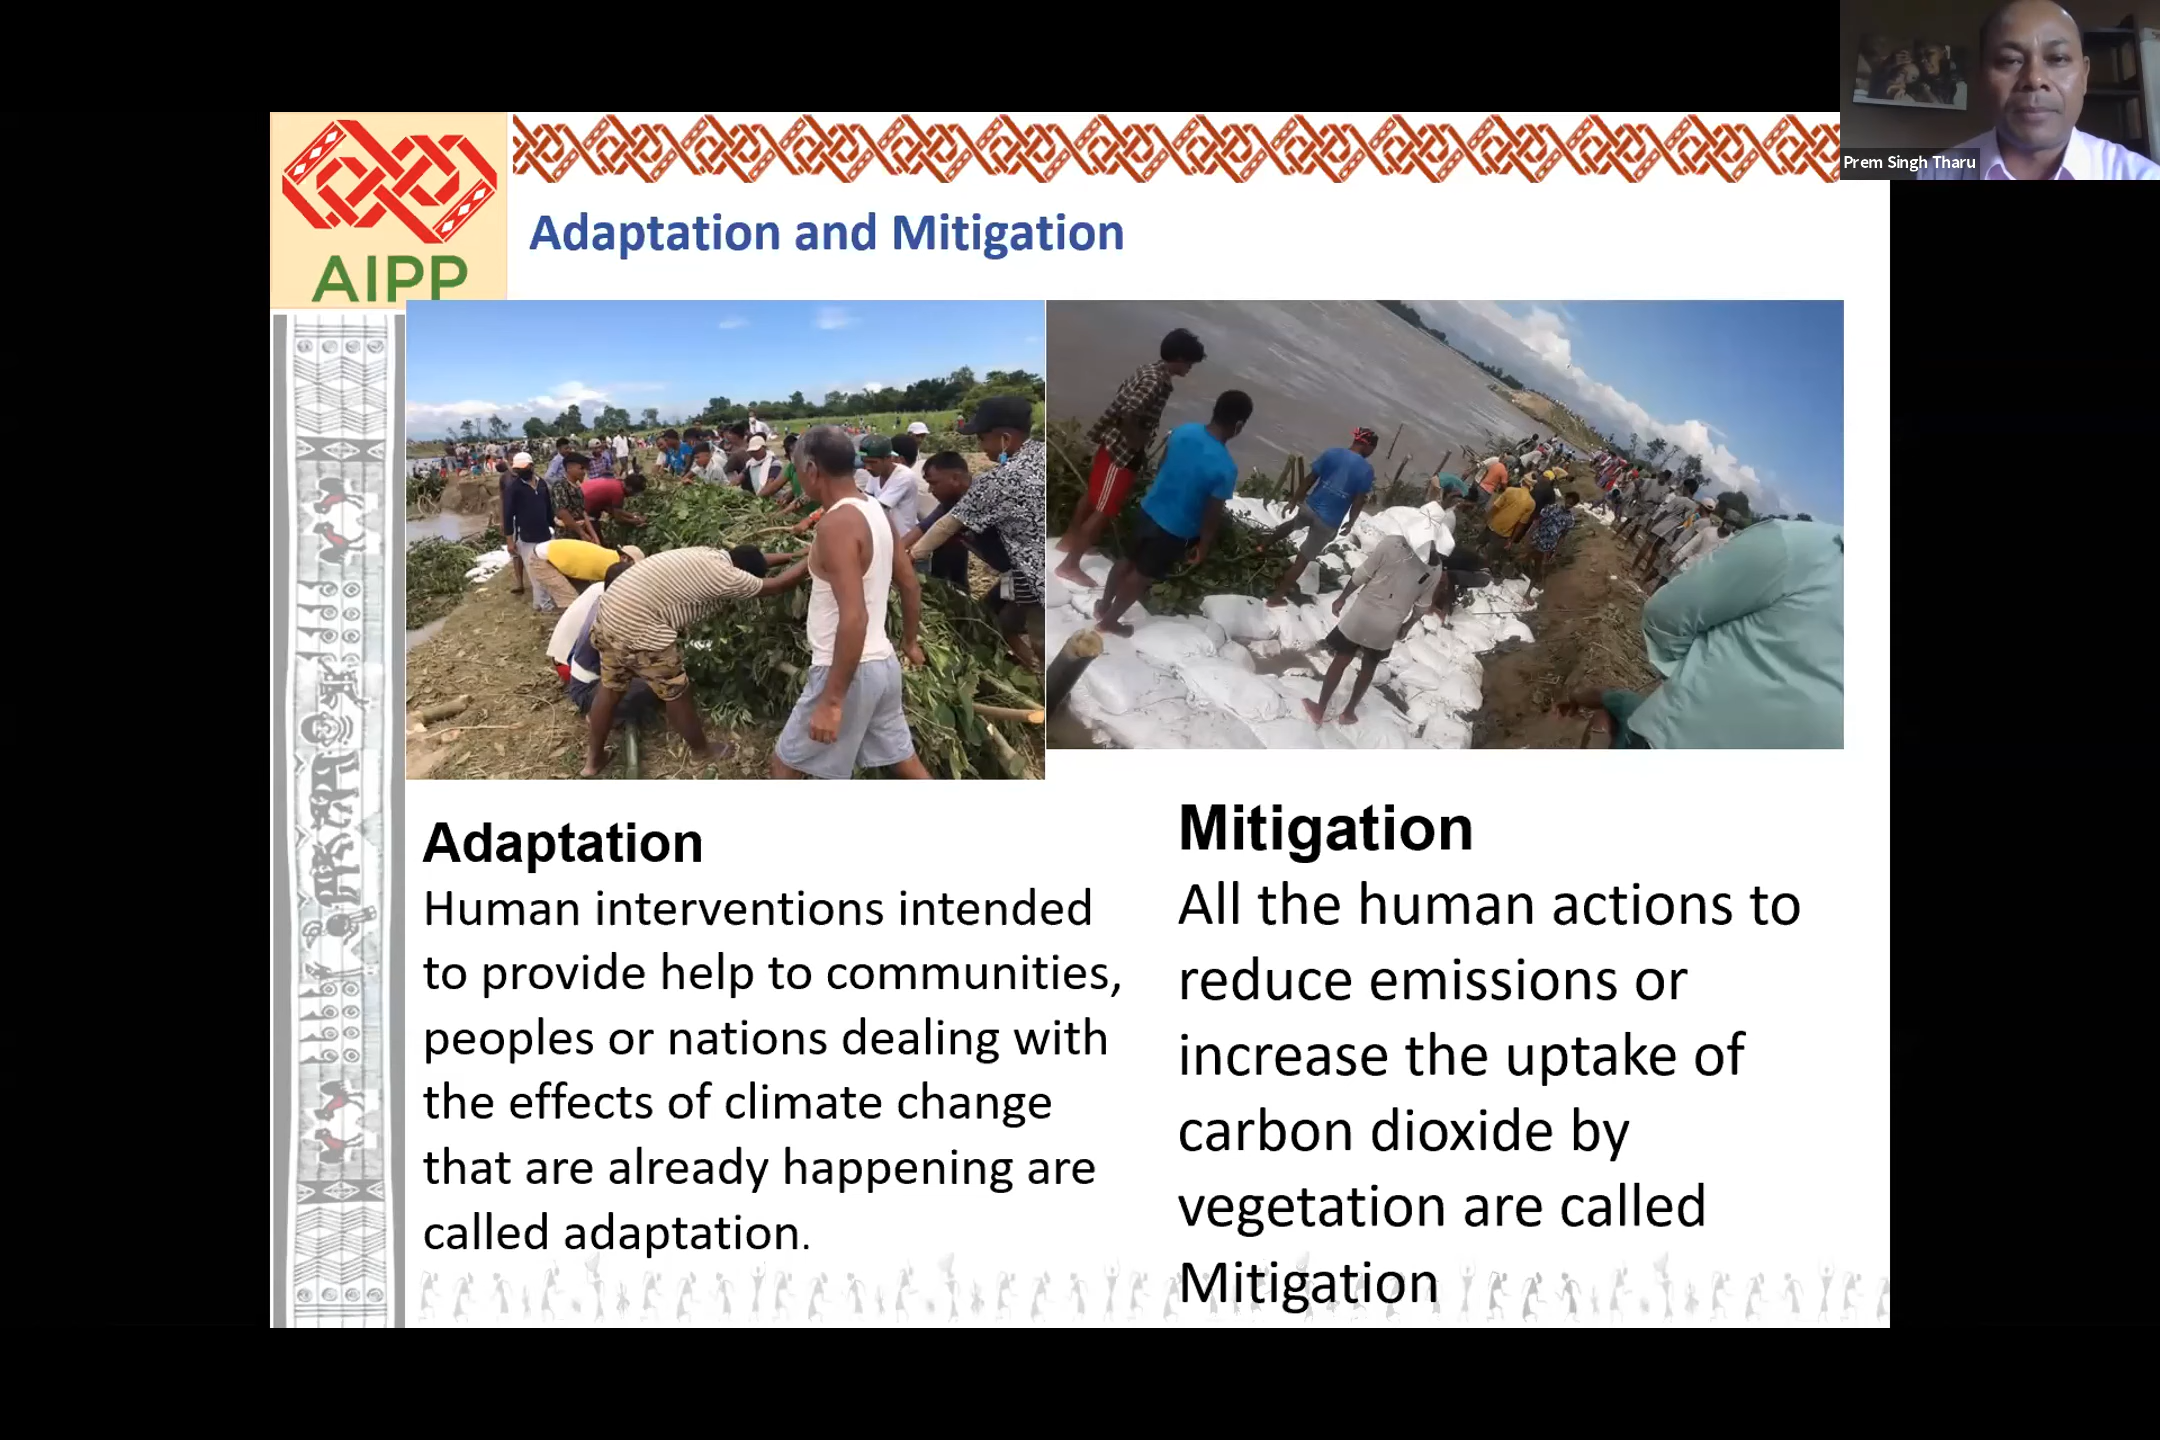 Prem Singh Tharu
AIPP
Adaptation and Mitigation
Adaptation
Human interventions intended
to provide help to communities,
peoples or nations dealing with
the effects of climate change
that are already happening are
called adaptation.
Mitigation
All the human actions to
reduce emissions or
increase the uptake of
carbon dioxide by
vegetation are called
Mitigation